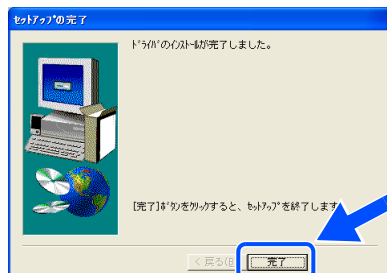 ｾｯﾄｱｯﾌﾟの完了
ﾄﾞﾗｲﾊﾞのｲﾝｽﾄｰﾙが完了しました。
[完了]ﾎﾞﾀﾝをｸﾘｯｸすると、ｾｯﾄｱｯﾌﾟを終了します
< 戻る(B
完了